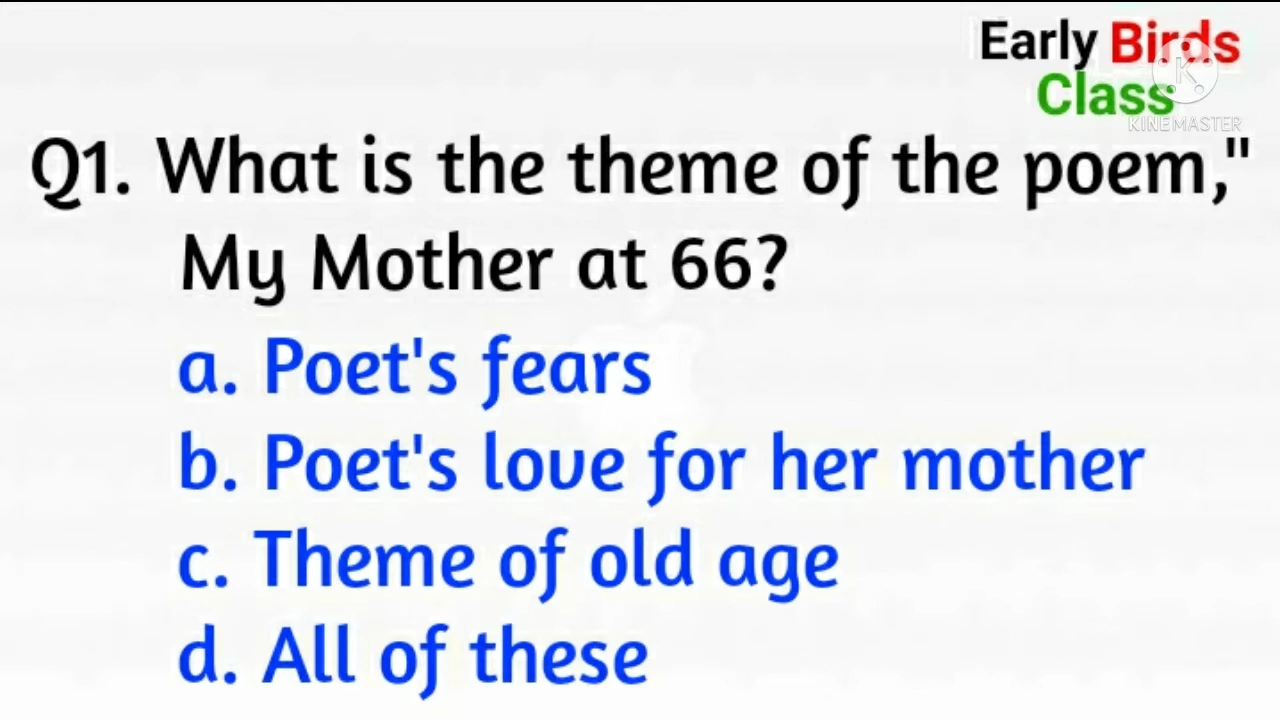 Early Birds
Class
KINEMASTER
Q1. What is the theme of the poem,"
My Mother at 66?
a. Poet's fears
b. Poet's love for her mother
c. Theme of old age
d. All of these